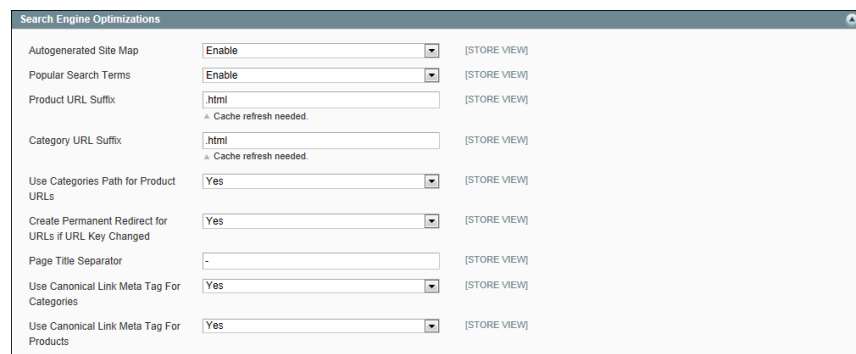 Search Engine Optimizations
Autogenerated Site Map Enable [STORE VIEW]
Popular Search Terms Enable [STORE VIEW]
Product URL Suffix .html [STORE VIEW]
Cache refresh needed.
Category URL Suffix .html [STORE VIEW]
Cache refresh needed.
Use Categories Path for Product Yes [STORE VIEW]
URLs
Create Permanent Redirect for Yes [STORE VIEW]
URLs if URL Key Changed
Page Title Separator - [STORE VIEW]
Use Canonical Link Meta Tag For Yes [STORE VIEW]
Categories
Use Canonical Link Meta Tag For Yes [STORE VIEW]
Products